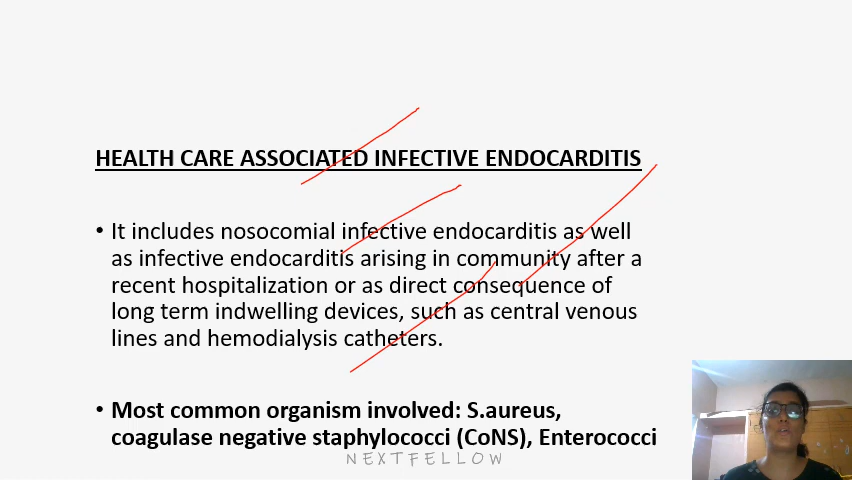 HEALTH CARE ASSOCIATED INFECTIVE ENDOCARDITIS
• It includes nosocomial infective endocarditis as well
as infective endocarditis arising in community after a
recent hospitalization or as direct consequence of
long term indwelling devices, such as central venous
lines and hemodialysis catheters.
• Most common organism involved: S.aureus,
coagulase negative staphylococci (CoNS), Enterococci
NEXTFELLOW